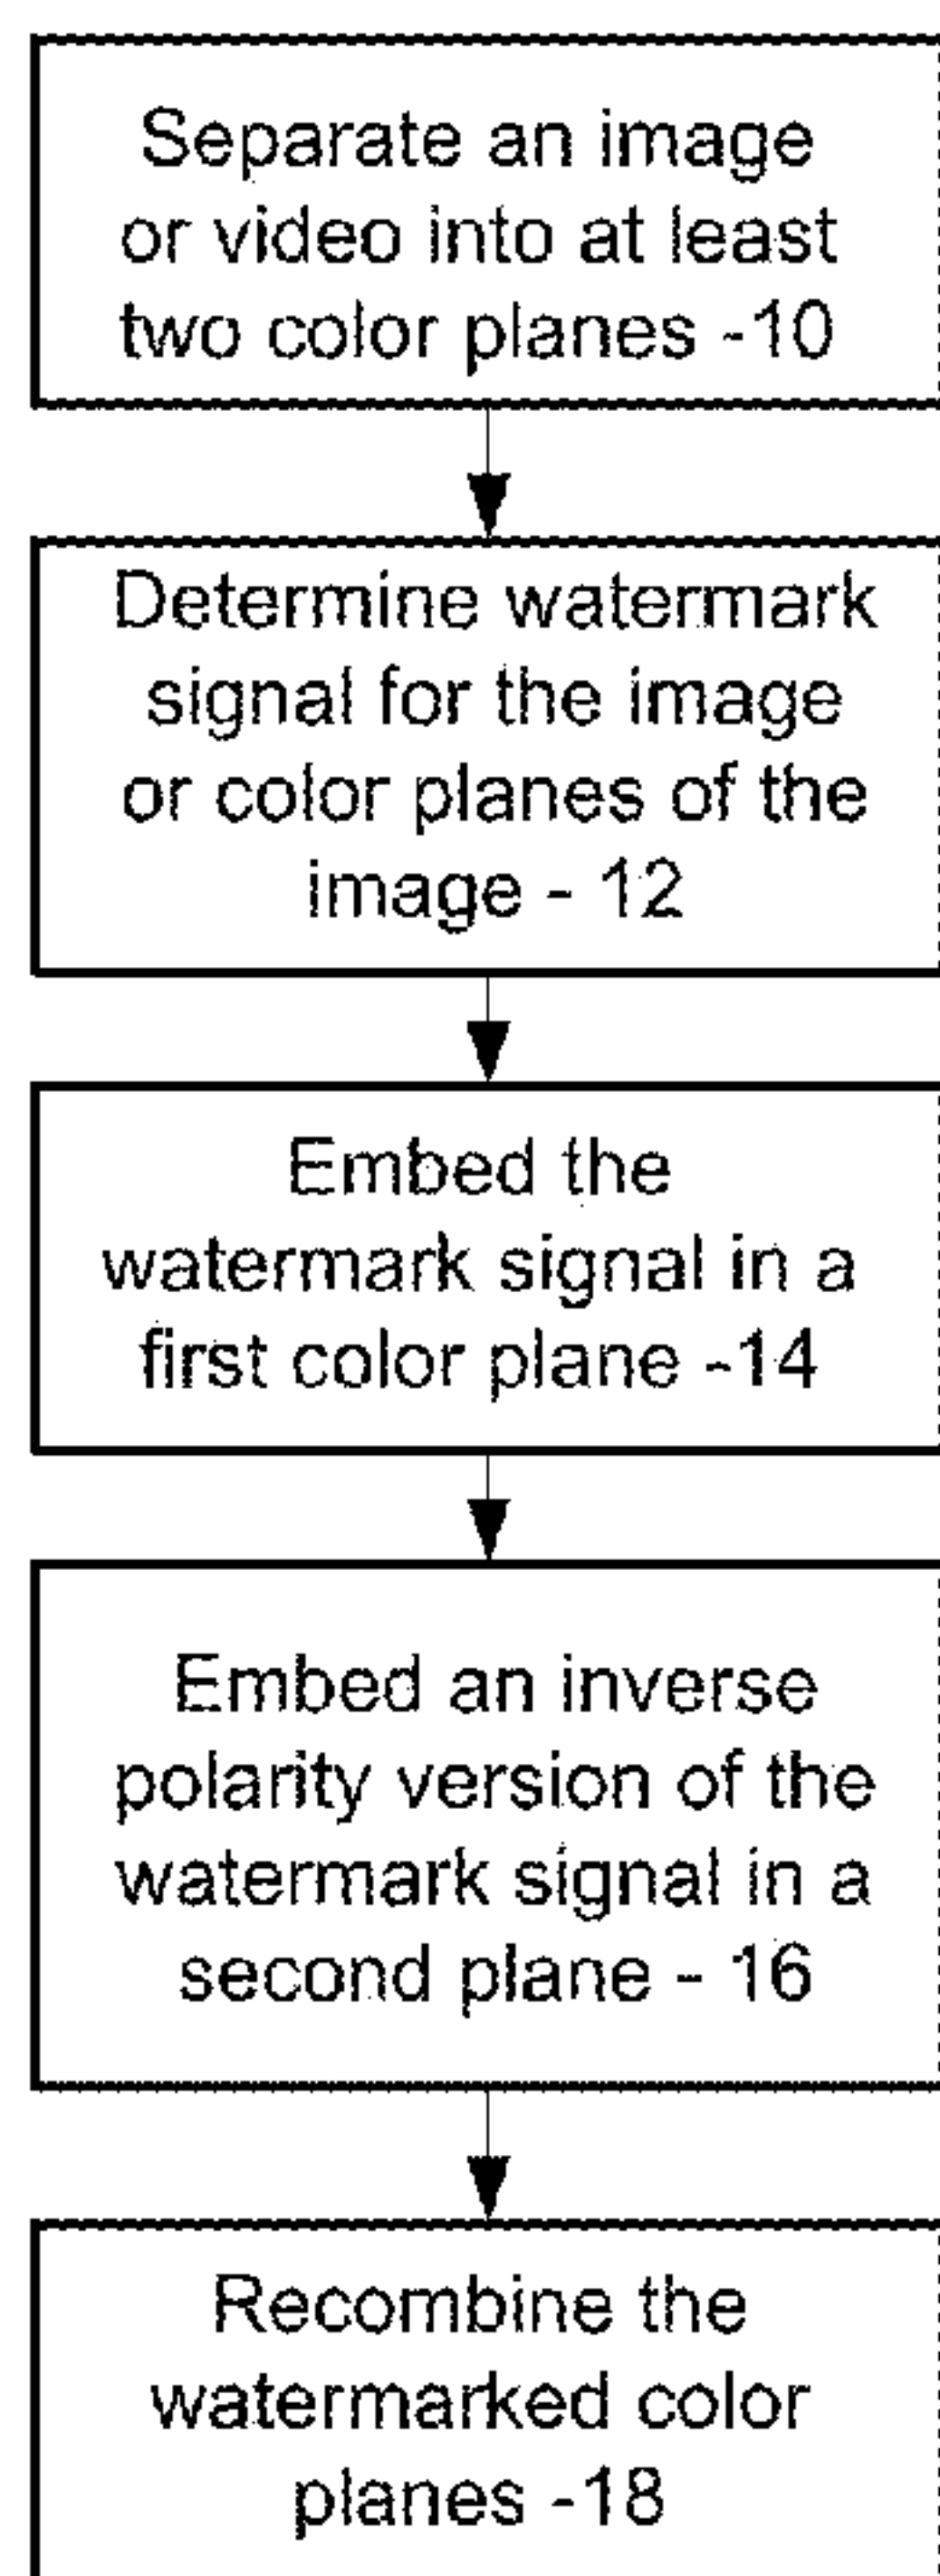 Separate an image
or video into at least
two color planes -10
Determine watermark
signal for the image
or color planes of the
image - 12
Embed the
watermark signal in a
first color plane -14
Embed an inverse
polarity version of the
watermark signal in a
second plane - 16
Recombine the
watermarked color
planes -18